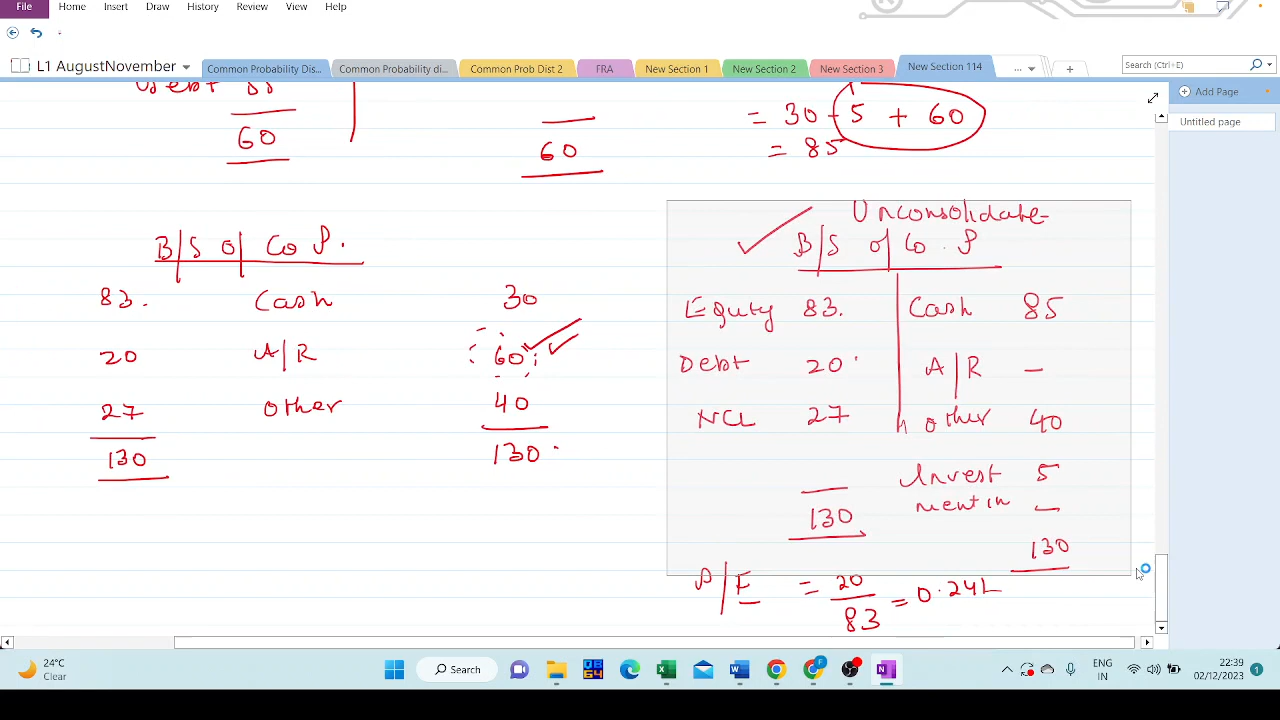 File Home Insert Draw History Review View Help
L1 AugustNovember
Common Probability Dis... Common Probability di... Common Prob Dist 2 FRA New Section 1 New Section 2 New Section 3 New Section 114 ...
Search (Ctrl+E)
Add Page
Untitled page
60
60
= 30 - 5 + 60
= 85
B/S of Co P.
83. Cash 30
20 A/R 60
27 other 40
130 130.
Unconsolidate
B/S of Co. P
Equty 83. Cash 85
Debt 20 A/R -
NCL 27 other 40
Invest 5
ment in -
130
130
D/E = 20/83 = 0.24
24°C
Clear
Search
ENG
IN
22:39
02/12/2023